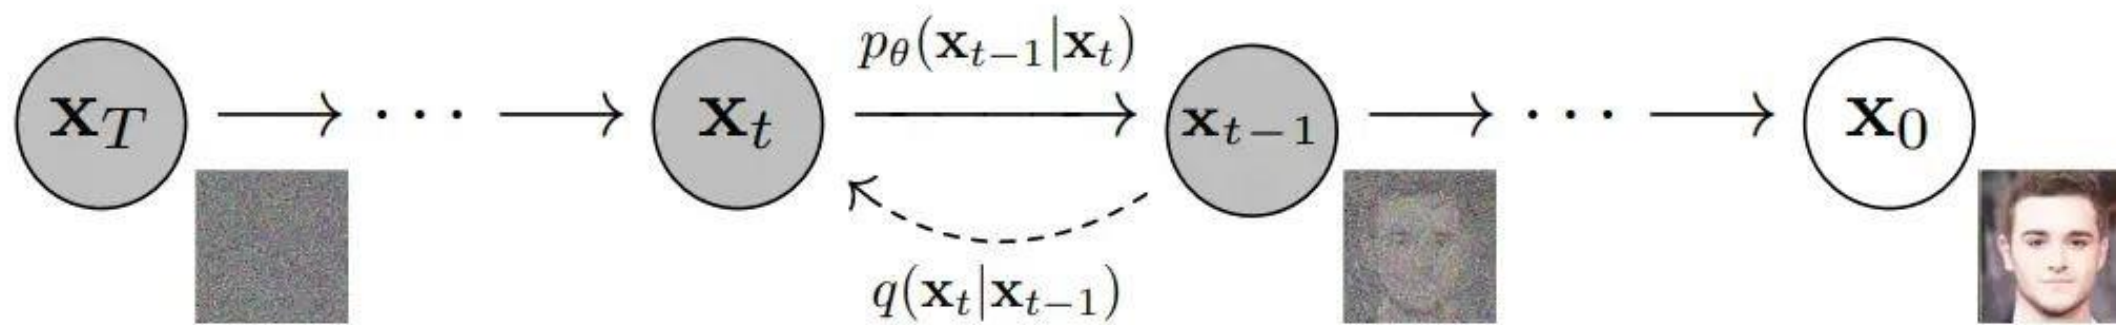 p_θ(x_{t−1}|x_t)
x_T → ··· → x_t → x_{t−1} → ··· → x_0
q(x_t|x_{t−1})